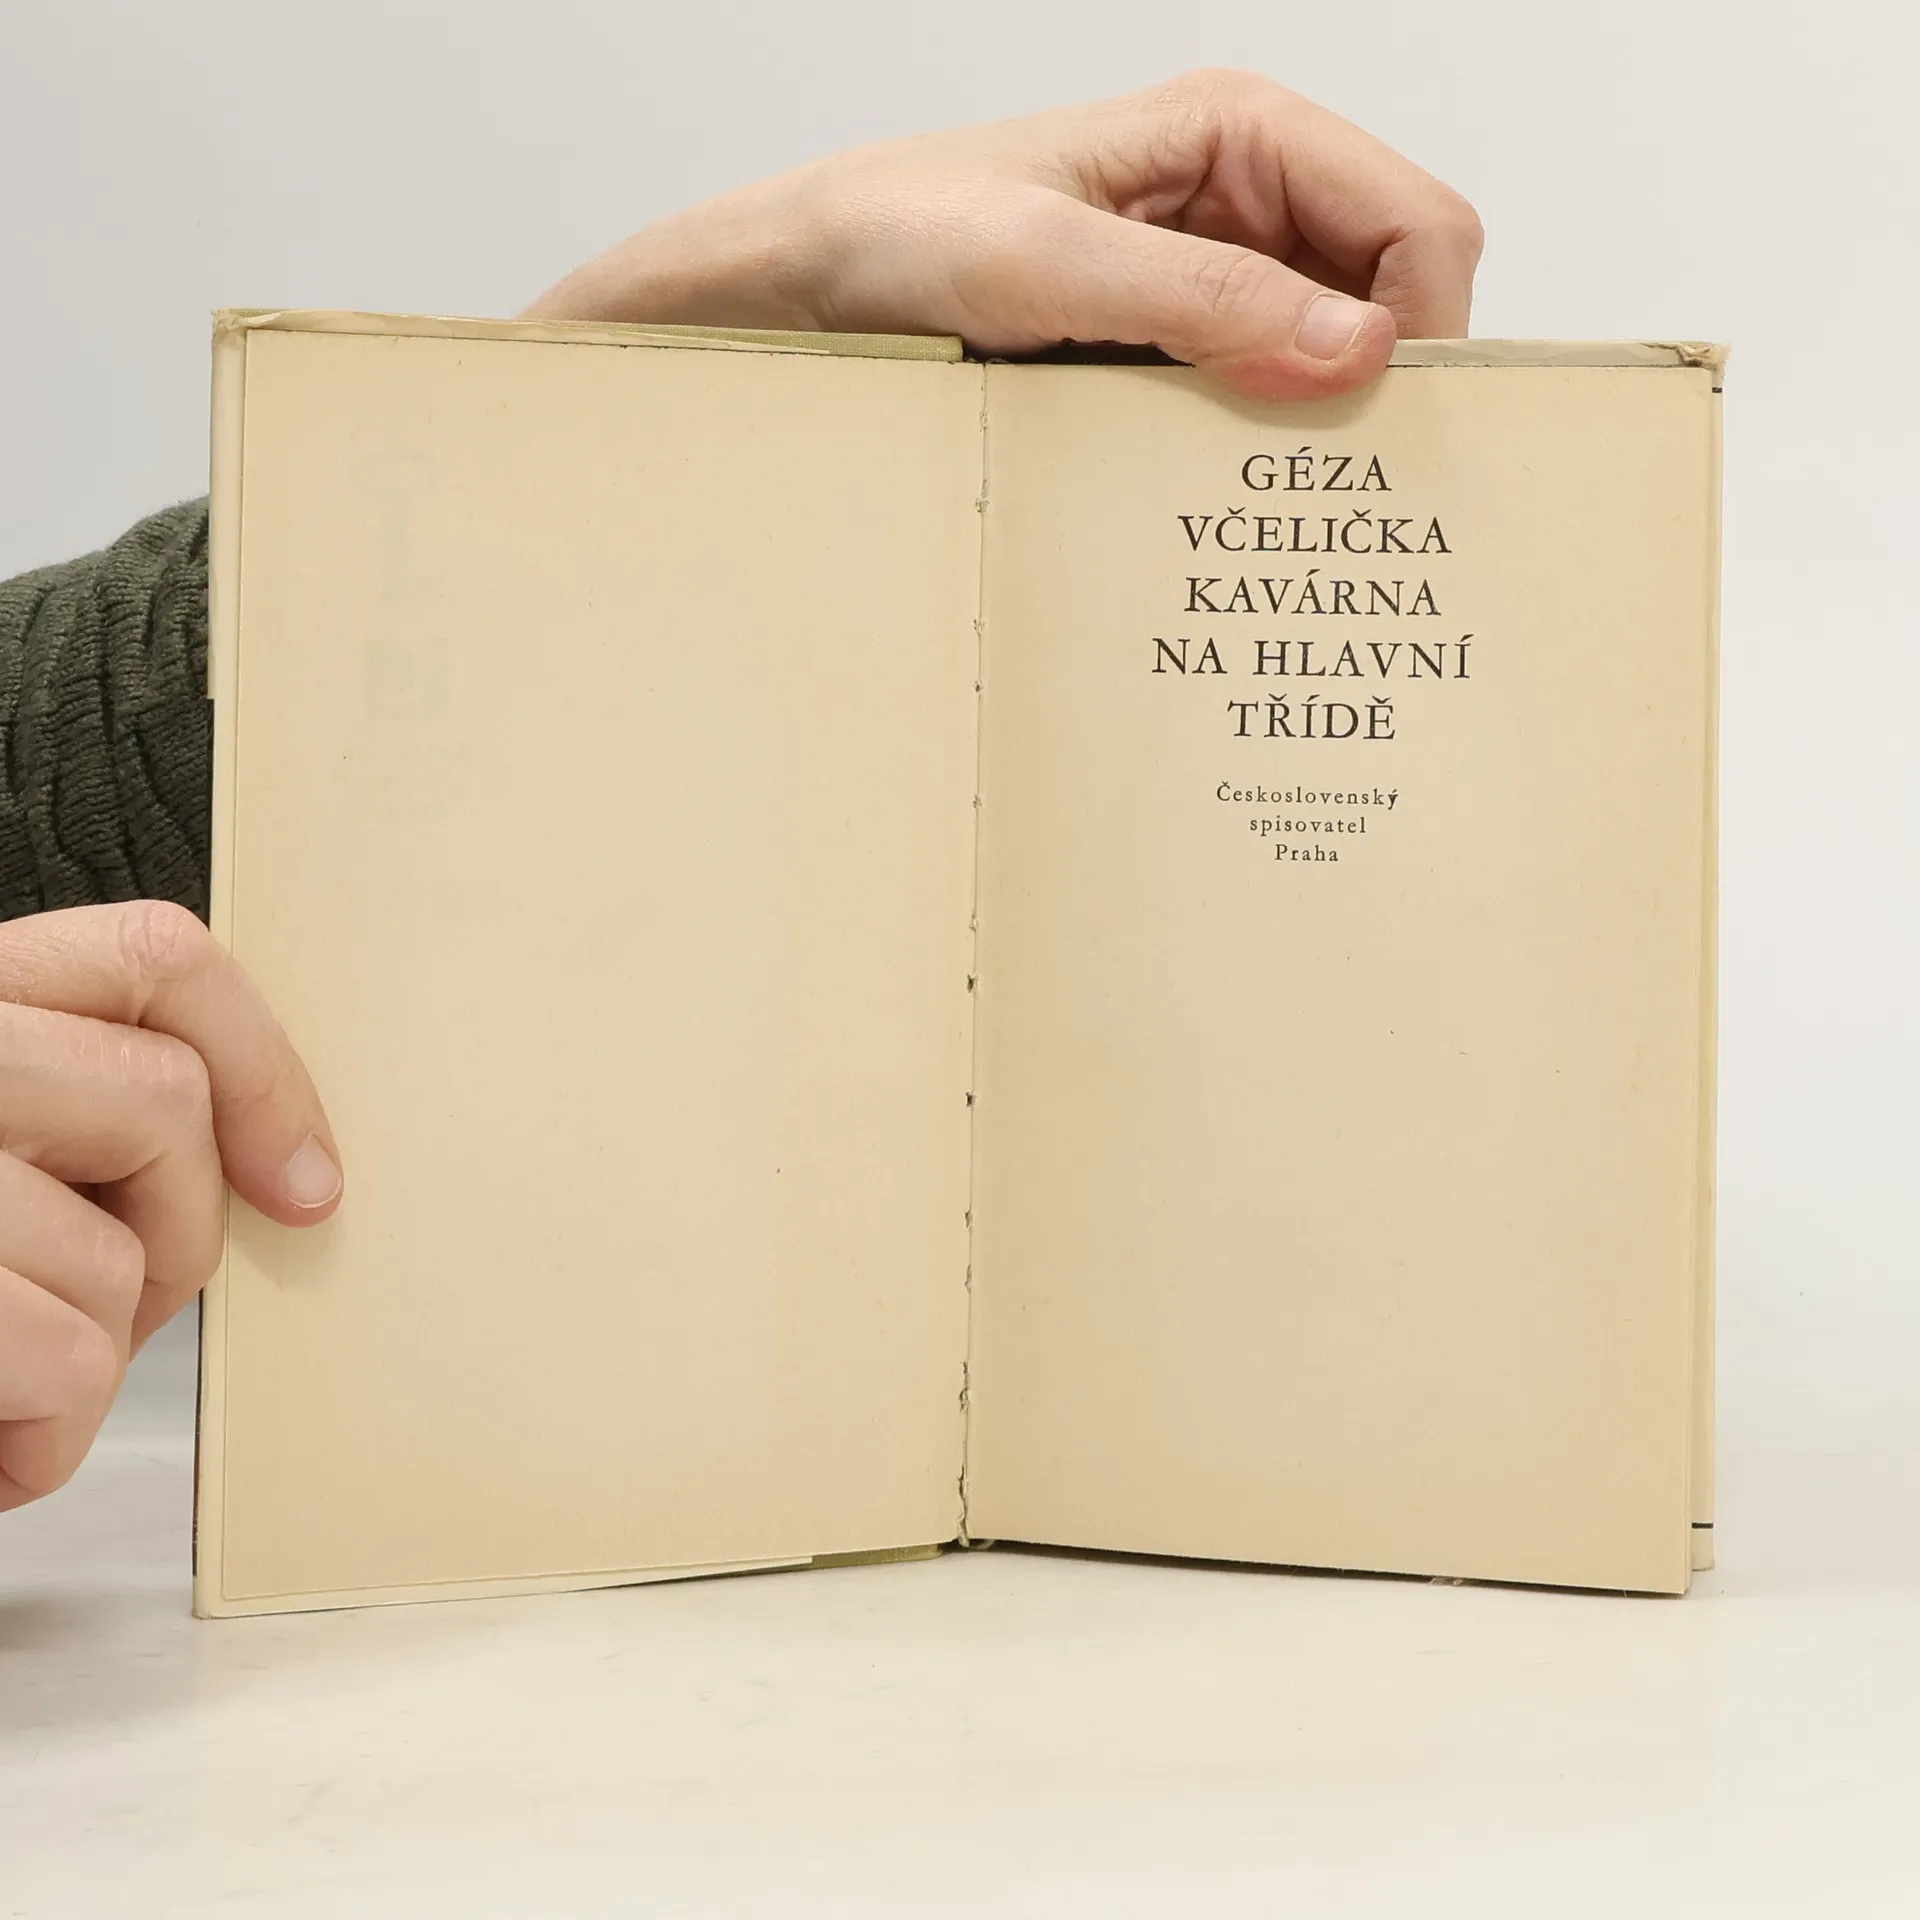 GÉZA
VČELIČKA
KAVÁRNA
NA HLAVNÍ
TŘÍDĚ
Československý
spisovatel
Praha